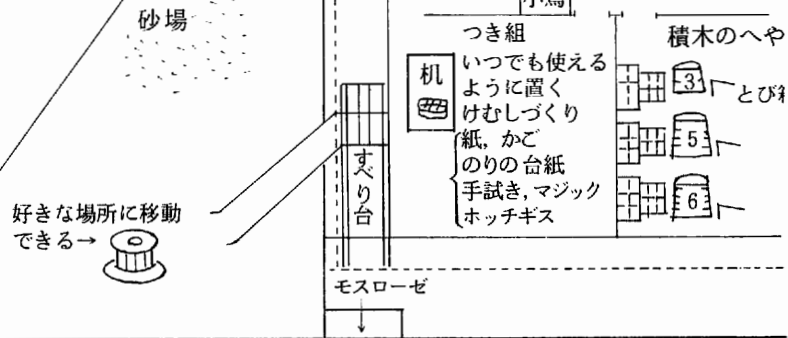 砂場
つき組
積木のへや
机
いつでも使える
ように置く
けむしづくり
紙, かご
のりの台紙
手試き, マジック
ホッチギス
3
とび箱
5
6
すべり台
好きな場所に移動
できる→
モスローゼ